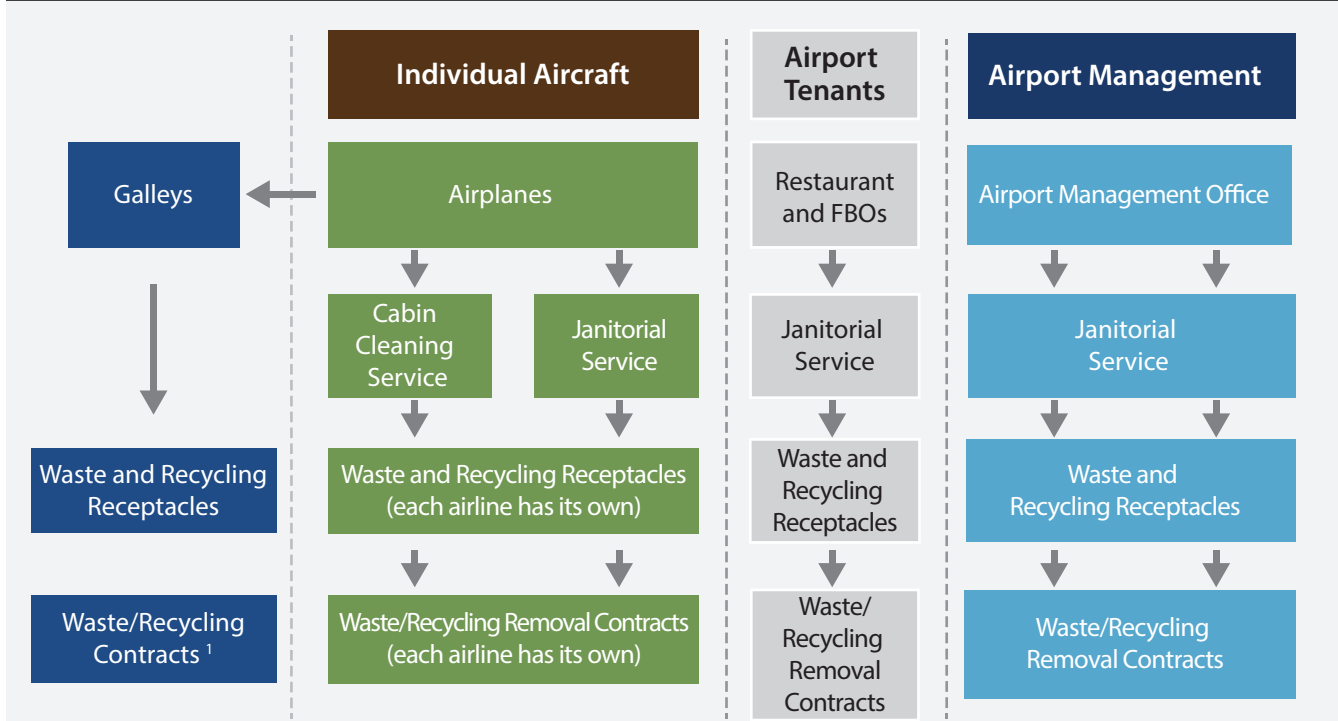 Individual Aircraft
Airport
Tenants
Airport Management
Galleys
Airplanes
Restaurant
and FBOs
Airport Management Office
Cabin
Cleaning
Service
Janitorial
Service
Janitorial
Service
Janitorial
Service
Waste and Recycling
Receptacles
Waste and Recycling Receptacles
(each airline has its own)
Waste and
Recycling
Receptacles
Waste and
Recycling Receptacles
Waste/Recycling
Contracts ¹
Waste/Recycling Removal Contracts
(each airline has its own)
Waste/
Recycling
Removal
Contracts
Waste/Recycling
Removal Contracts